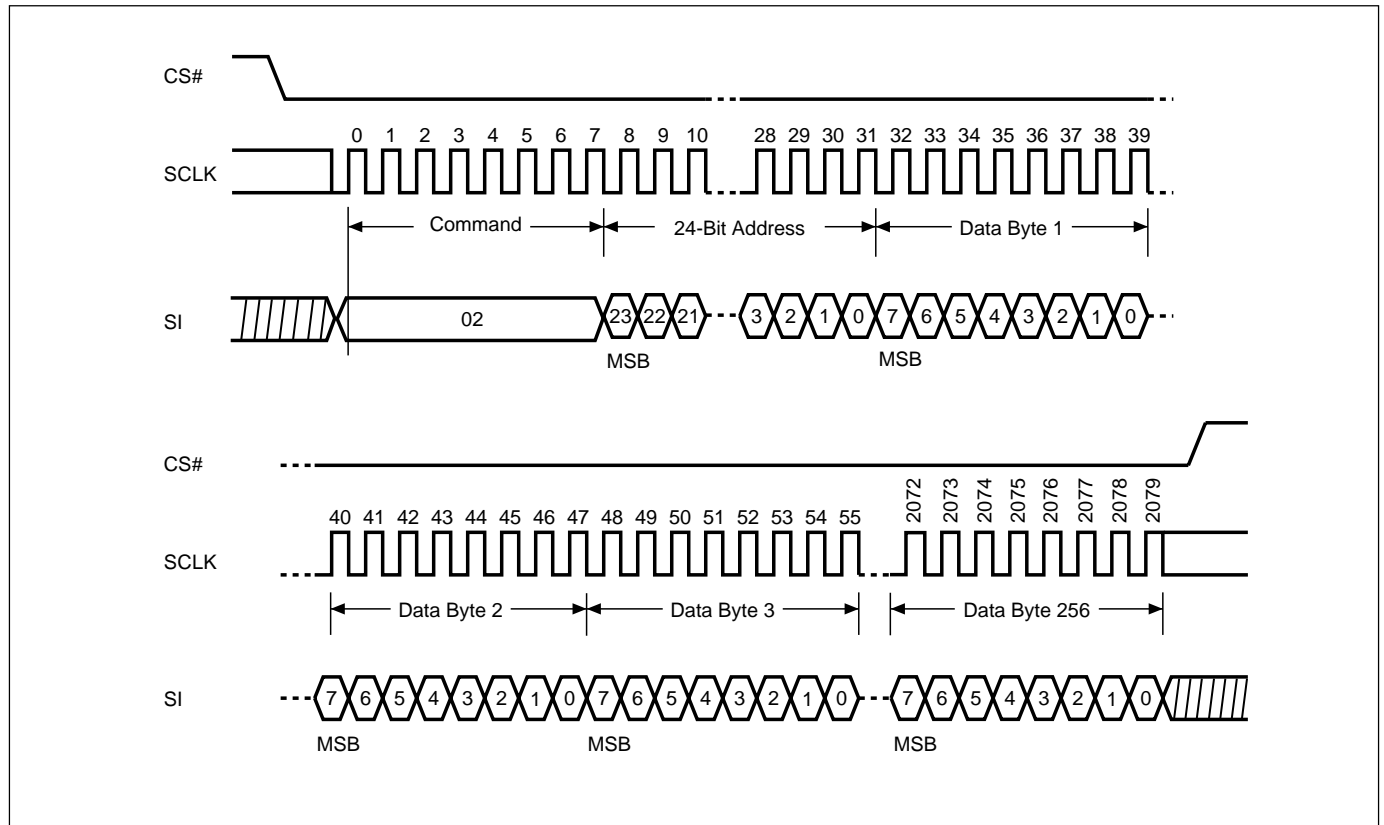 CS#
0 1 2 3 4 5 6 7 8 9 10 28 29 30 31 32 33 34 35 36 37 38 39
SCLK
Command 24-Bit Address Data Byte 1
SI 02 23 22 21 3 2 1 0 7 6 5 4 3 2 1 0
MSB MSB
CS#
2072 2073 2074 2075 2076 2077 2078 2079
40 41 42 43 44 45 46 47 48 49 50 51 52 53 54 55
SCLK
Data Byte 2 Data Byte 3 Data Byte 256
SI 7 6 5 4 3 2 1 0 7 6 5 4 3 2 1 0 7 6 5 4 3 2 1 0
MSB MSB MSB